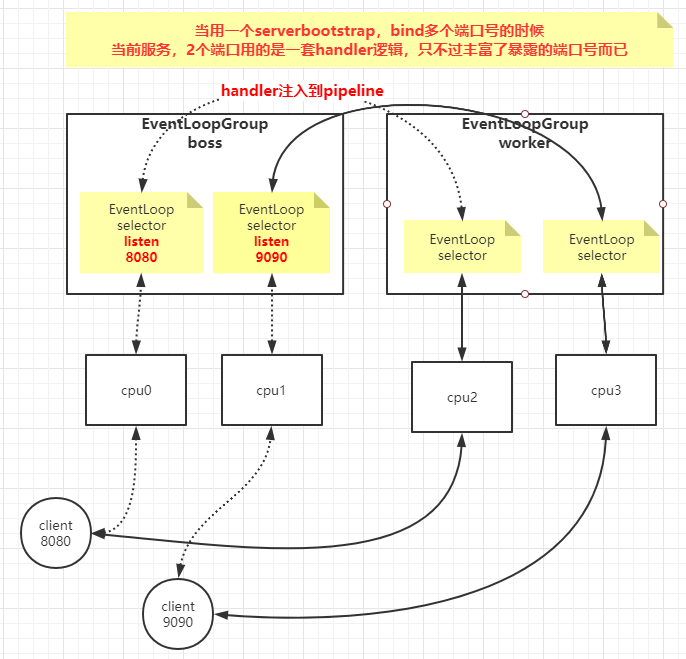 当用一个serverbootstrap，bind多个端口号的时候
当前服务，2个端口用的是一套handler逻辑，只不过丰富了暴露的端口号而已
handler注入到pipeline
EventLoopGroup
boss
EventLoopGroup
worker
EventLoop
selector
listen
8080
EventLoop
selector
listen
9090
EventLoop
selector
EventLoop
selector
cpu0
cpu1
cpu2
cpu3
client
8080
client
9090